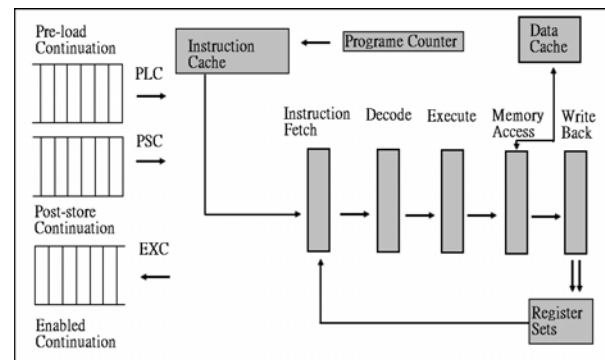 Pre-load
Continuation
PLC
Instruction
Cache
Programe Counter
Data
Cache
PSC
Post-store
Continuation
EXC
Enabled
Continuation
Instruction
Fetch
Decode
Execute
Memory
Access
Write
Back
Register
Sets